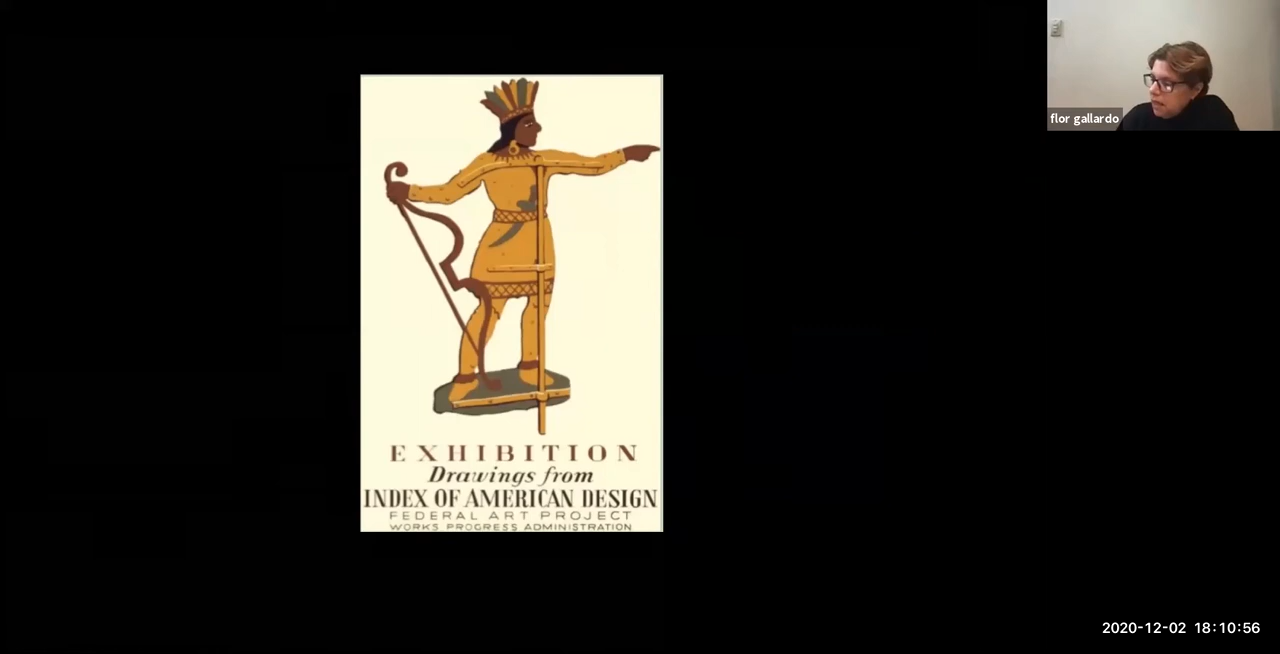 flor gallardo
EXHIBITION
Drawings from
INDEX OF AMERICAN DESIGN
FEDERAL ART PROJECT
WORKS PROGRESS ADMINISTRATION
2020-12-02 18:10:56